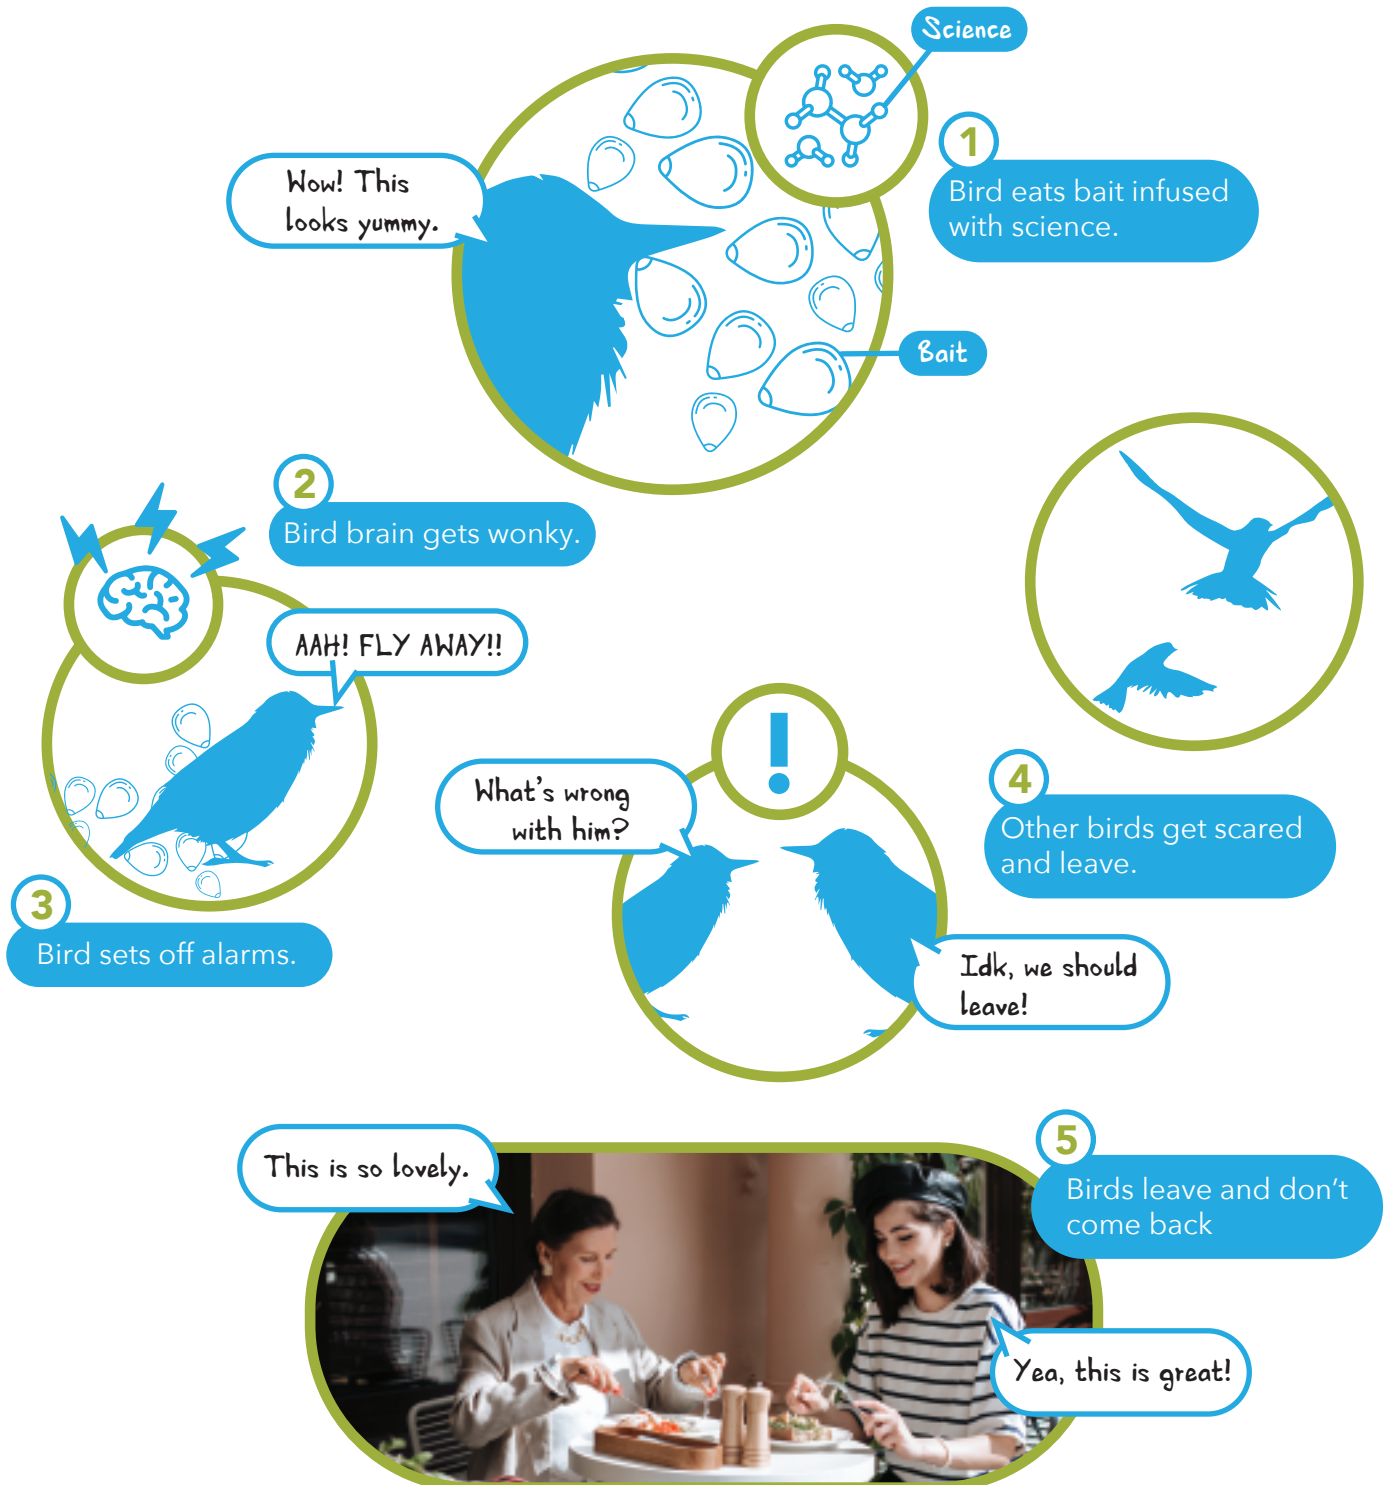 Science
1
Bird eats bait infused
with science.
Wow! This
looks yummy.
Bait
2
Bird brain gets wonky.
AAH! FLY AWAY!!
3
Bird sets off alarms.
What's wrong
with him?
Idk, we should
leave!
4
Other birds get scared
and leave.
5
Birds leave and don't
come back
This is so lovely.
Yea, this is great!